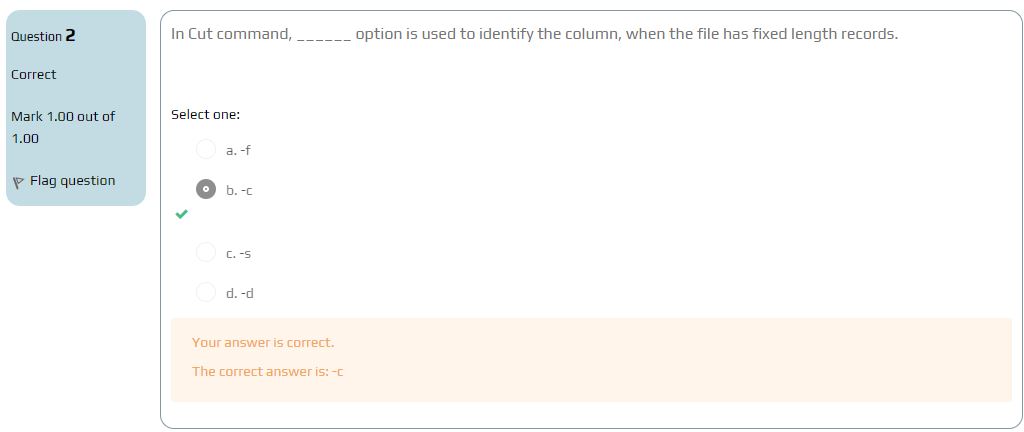 Question 2
Correct
Mark 1.00 out of
1.00
Flag question
In Cut command, ______ option is used to identify the column, when the file has fixed length records.
Select one:
a. -f
b. -c
c. -s
d. -d
Your answer is correct.
The correct answer is: -c